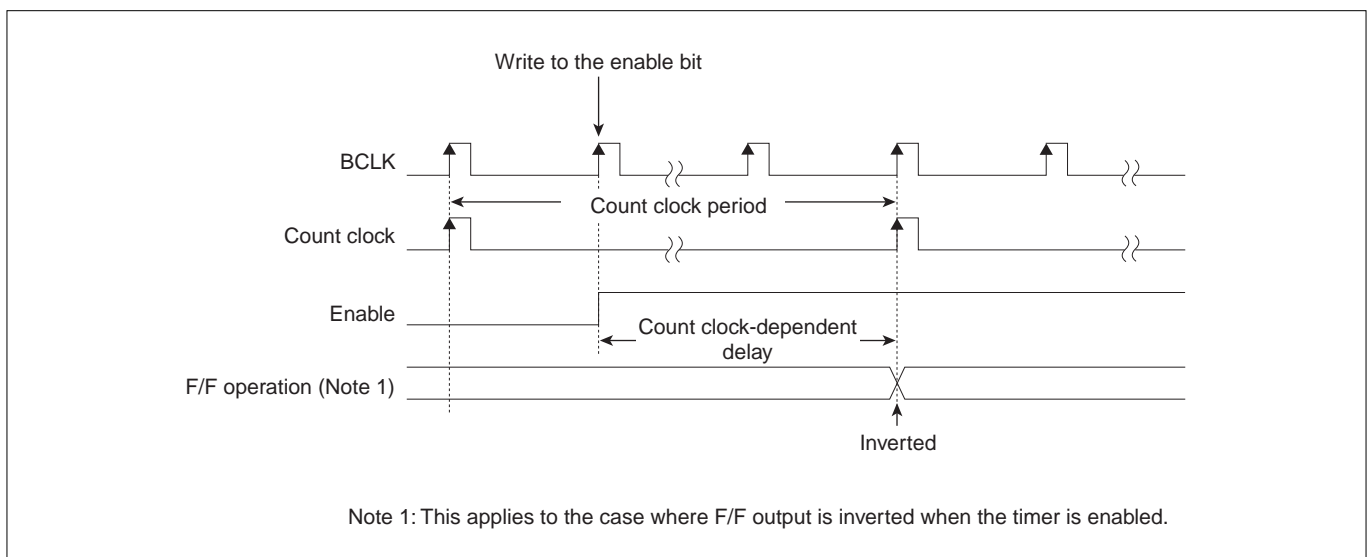 Write to the enable bit
BCLK
Count clock period
Count clock
Enable
Count clock-dependent
delay
F/F operation (Note 1)
Inverted
Note 1: This applies to the case where F/F output is inverted when the timer is enabled.